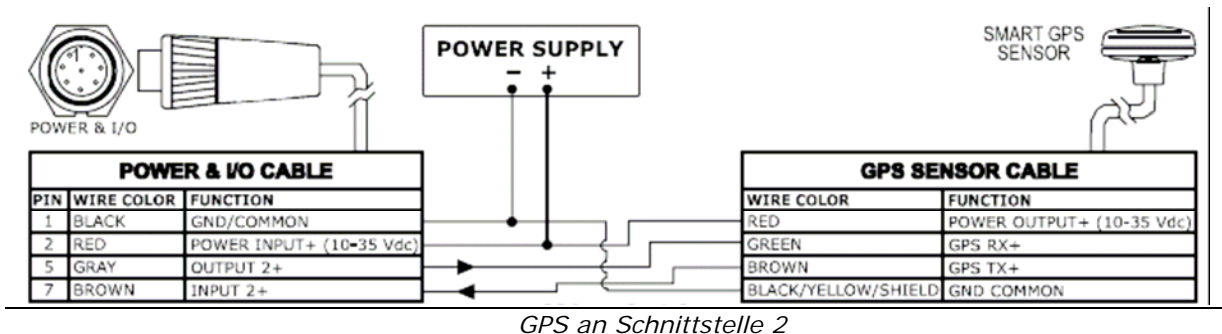 POWER SUPPLY
- +
SMART GPS
SENSOR
1
POWER & I/O
POWER & I/O CABLE
PIN WIRE COLOR FUNCTION
1 BLACK GND/COMMON
2 RED POWER INPUT+ (10-35 Vdc)
5 GRAY OUTPUT 2+
7 BROWN INPUT 2+
GPS SENSOR CABLE
WIRE COLOR FUNCTION
RED POWER OUTPUT+ (10-35 Vdc)
GREEN GPS RX+
BROWN GPS TX+
BLACK/YELLOW/SHIELD GND COMMON
GPS an Schnittstelle 2